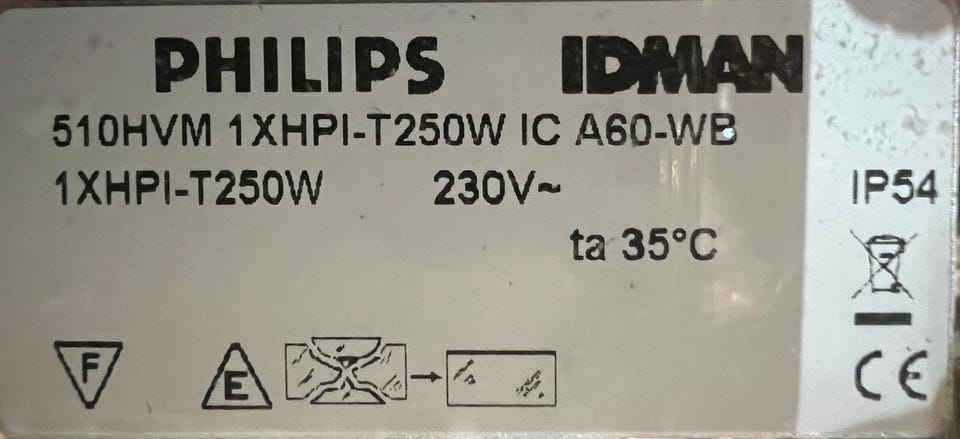 PHILIPS IDMAN
510HVM 1XHPI-T250W IC A60-WB
1XHPI-T250W 230V~ IP54
ta 35°C
F E CE